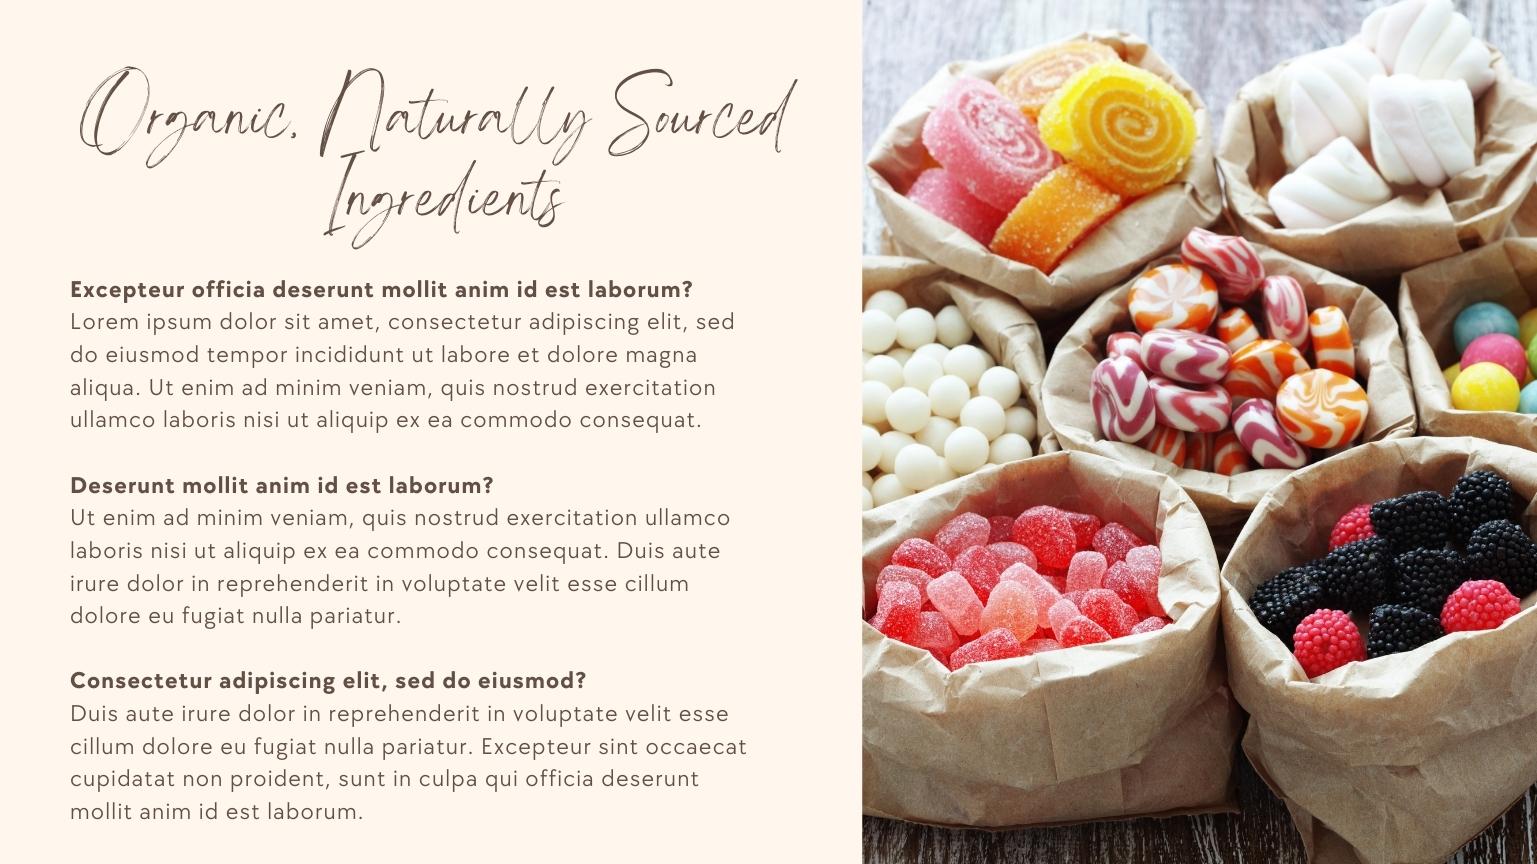 Organic, Naturally Sourced
Ingredients
Excepteur officia deserunt mollit anim id est laborum?
Lorem ipsum dolor sit amet, consectetur adipiscing elit, sed
do eiusmod tempor incididunt ut labore et dolore magna
aliqua. Ut enim ad minim veniam, quis nostrud exercitation
ullamco laboris nisi ut aliquip ex ea commodo consequat.
Deserunt mollit anim id est laborum?
Ut enim ad minim veniam, quis nostrud exercitation ullamco
laboris nisi ut aliquip ex ea commodo consequat. Duis aute
irure dolor in reprehenderit in voluptate velit esse cillum
dolore eu fugiat nulla pariatur.
Consectetur adipiscing elit, sed do eiusmod?
Duis aute irure dolor in reprehenderit in voluptate velit esse
cillum dolore eu fugiat nulla pariatur. Excepteur sint occaecat
cupidatat non proident, sunt in culpa qui officia deserunt
mollit anim id est laborum.